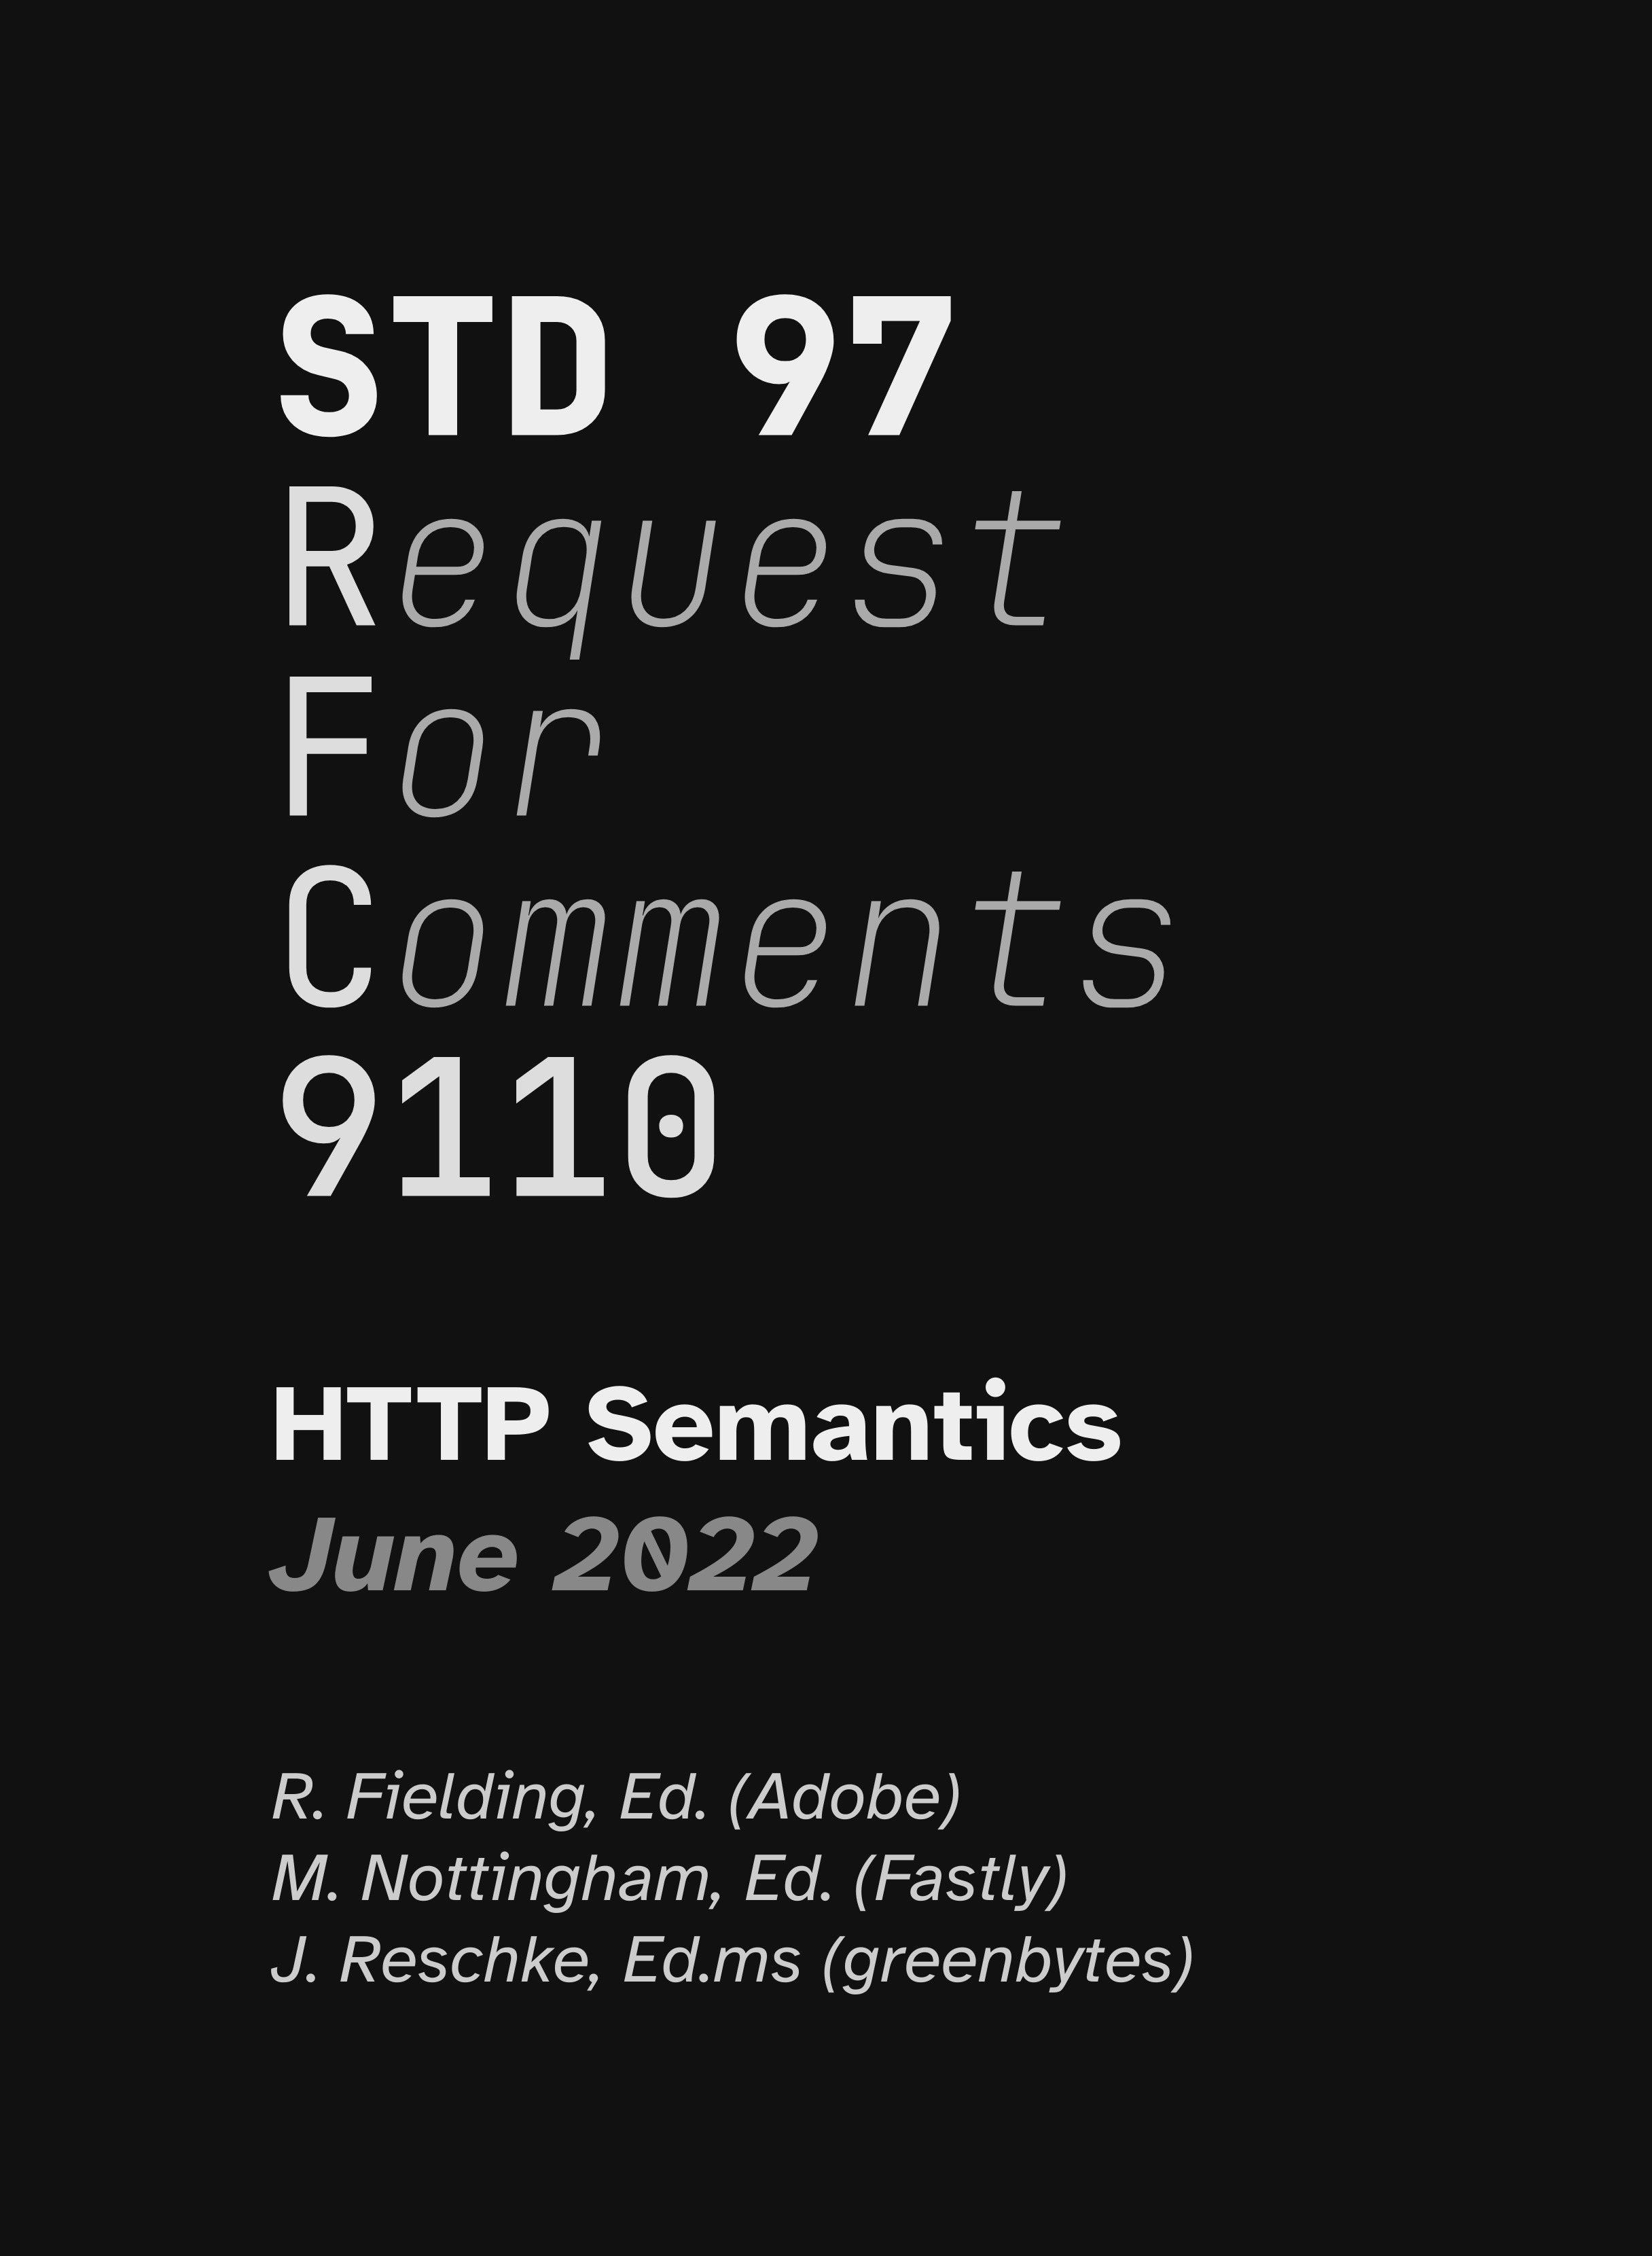 STD 97
Request
For
Comments
9110
HTTP Semantics
June 2022
R. Fielding, Ed. (Adobe)
M. Nottingham, Ed. (Fastly)
J. Reschke, Ed.ms (greenbytes)